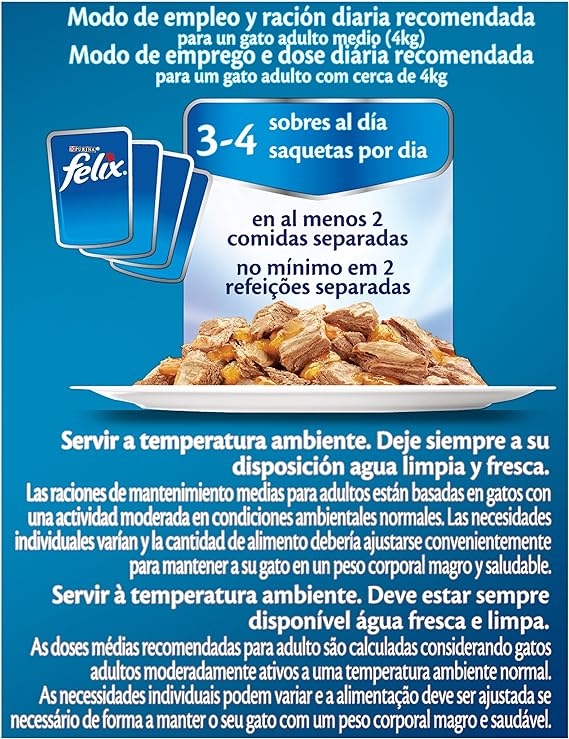 Modo de empleo y ración diaria recomendada
para un gato adulto medio (4kg)
Modo de emprego e dose diária recomendada
para um gato adulto com cerca de 4kg
3-4 sobres al día
saquetas por dia
PURINA
felix
en al menos 2
comidas separadas
no mínimo em 2
refeições separadas
Servir a temperatura ambiente. Deje siempre a su
disposición agua limpia y fresca.
Las raciones de mantenimiento medias para adultos están basadas en gatos con
una actividad moderada en condiciones ambientales normales. Las necesidades
individuales varían y la cantidad de alimento debería ajustarse convenientemente
para mantener a su gato en un peso corporal magro y saludable.
Servir à temperatura ambiente. Deve estar sempre
disponível água fresca e limpa.
As doses médias recomendadas para adulto são calculadas considerando gatos
adultos moderadamente ativos a uma temperatura ambiente normal.
As necessidades individuais podem variar e a alimentação deve ser ajustada se
necessário de forma a manter o seu gato com um peso corporal magro e saudável.